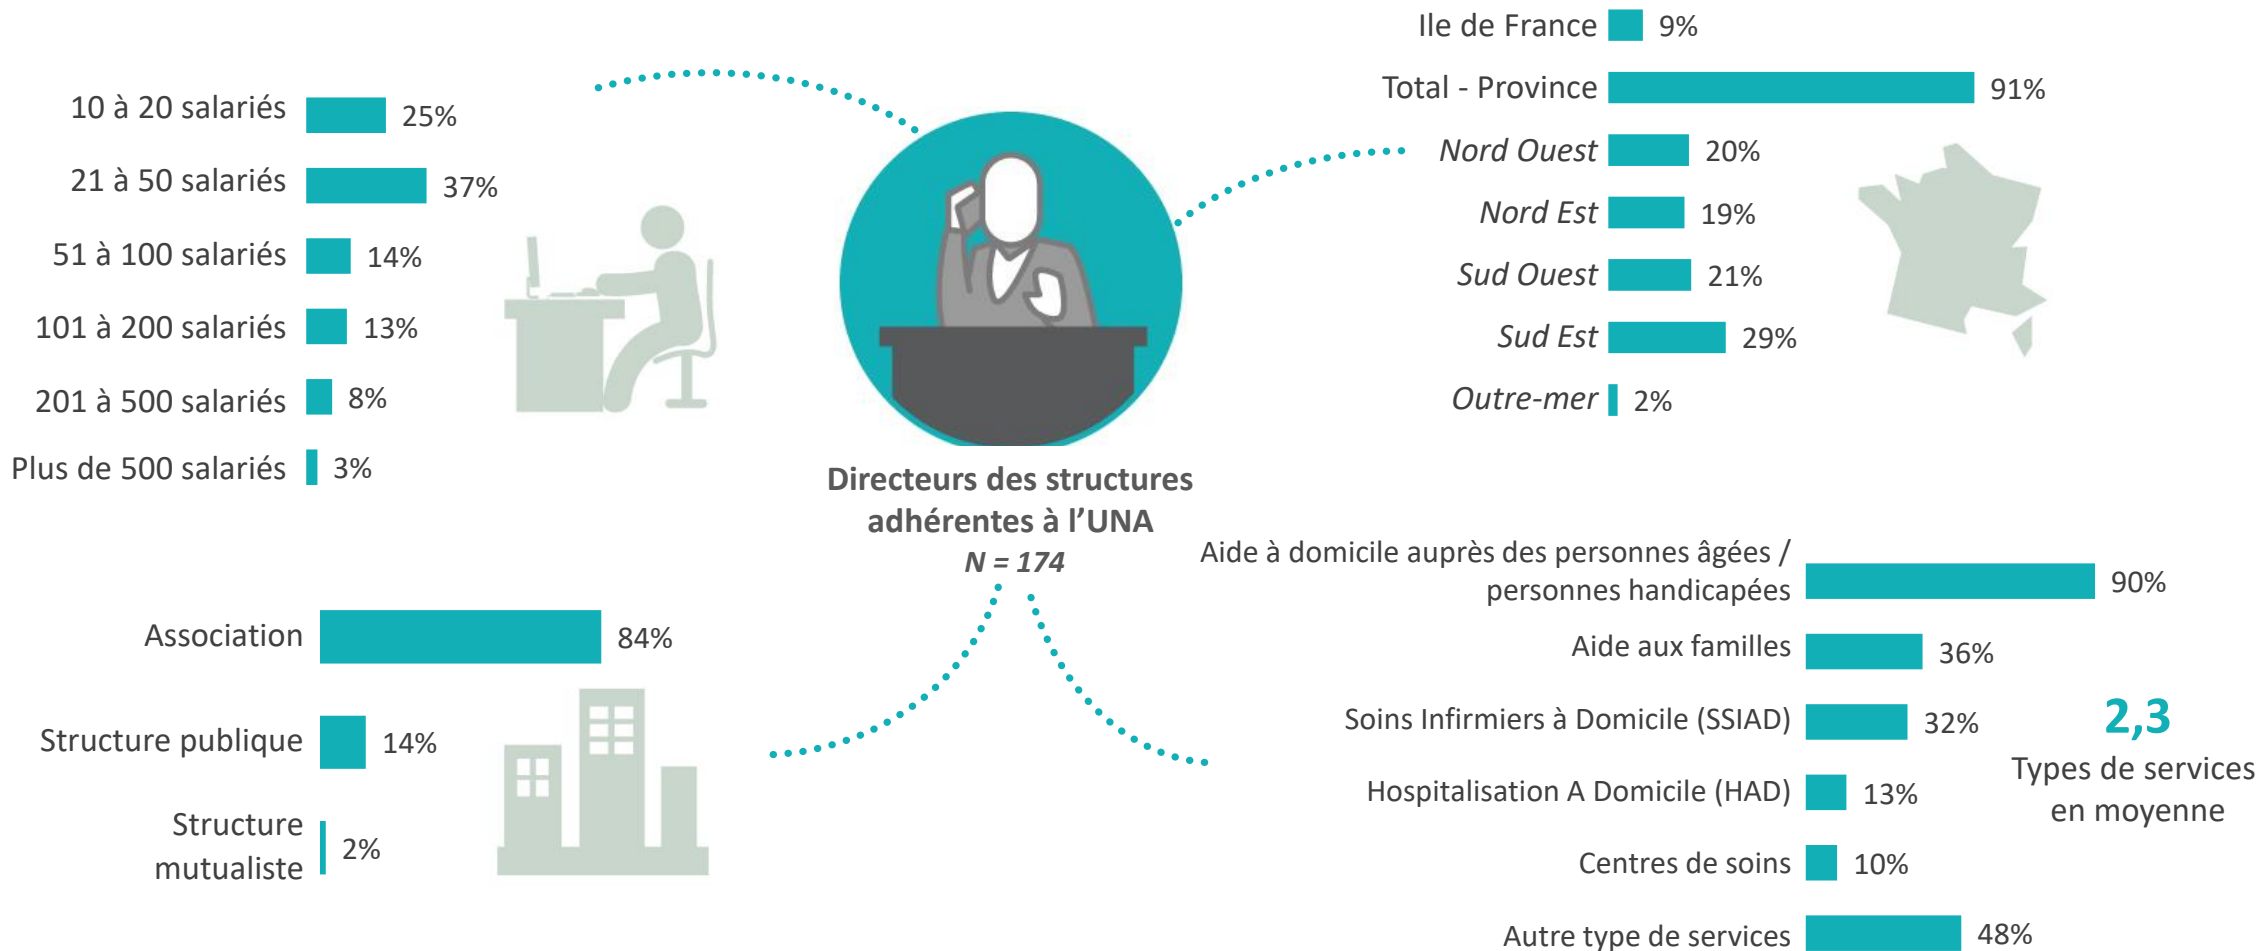 10 à 20 salariés 25%
21 à 50 salariés 37%
51 à 100 salariés 14%
101 à 200 salariés 13%
201 à 500 salariés 8%
Plus de 500 salariés 3%
Ile de France 9%
Total - Province 91%
Nord Ouest 20%
Nord Est 19%
Sud Ouest 21%
Sud Est 29%
Outre-mer 2%
Directeurs des structures
adhérentes à l’UNA
N = 174
Association 84%
Structure publique 14%
Structure
mutualiste 2%
Aide à domicile auprès des personnes âgées /
personnes handicapées 90%
Aide aux familles 36%
Soins Infirmiers à Domicile (SSIAD) 32%
Hospitalisation A Domicile (HAD) 13%
Centres de soins 10%
Autre type de services 48%
2,3
Types de services
en moyenne